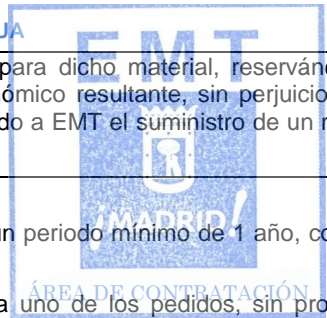 JA
EMT
para dicho material, reserván
ómico resultante, sin perjuicio
do a EMT el suministro de un
¡MADRID!
un periodo mínimo de 1 año, co
ÁREA DE CONTRATACIÓN
a uno de los pedidos, sin pro